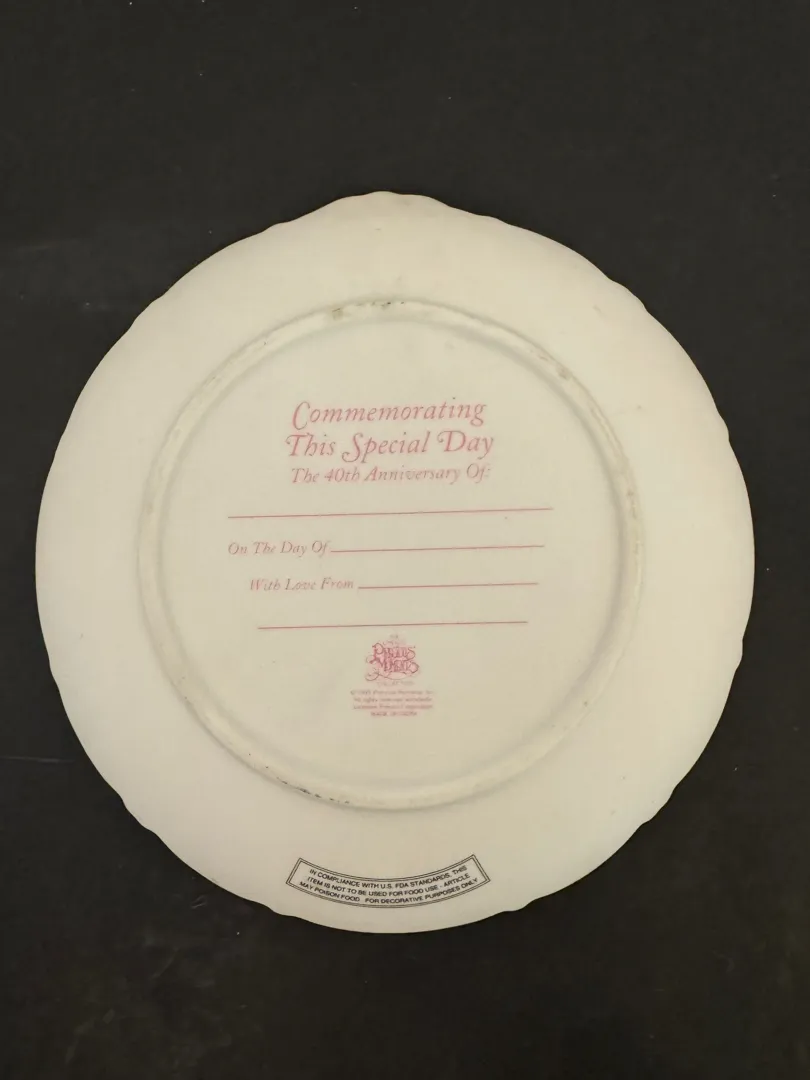 Commemorating
This Special Day
The 40th Anniversary Of:
On The Day Of
With Love From
PRECIOUS
MOMENTS
IN COMPLIANCE WITH U.S. FDA STANDARDS, THIS
ITEM IS NOT TO BE USED FOR FOOD USE - ARTICLE
MAY POISON FOOD. FOR DECORATIVE PURPOSES ONLY